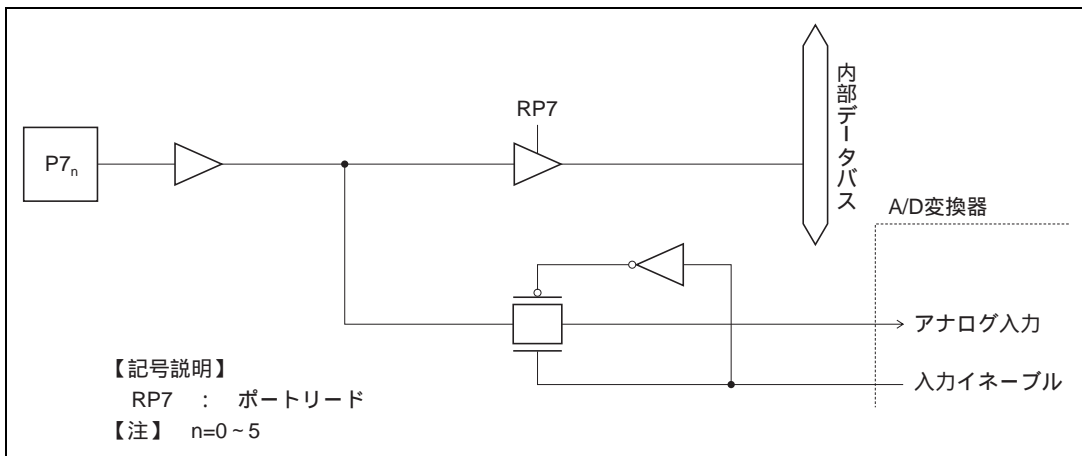 RP7
P7n
内部データバス
A/D変換器
アナログ入力
入力イネーブル
【記号説明】
RP7 : ポートリード
【注】 n=0~5